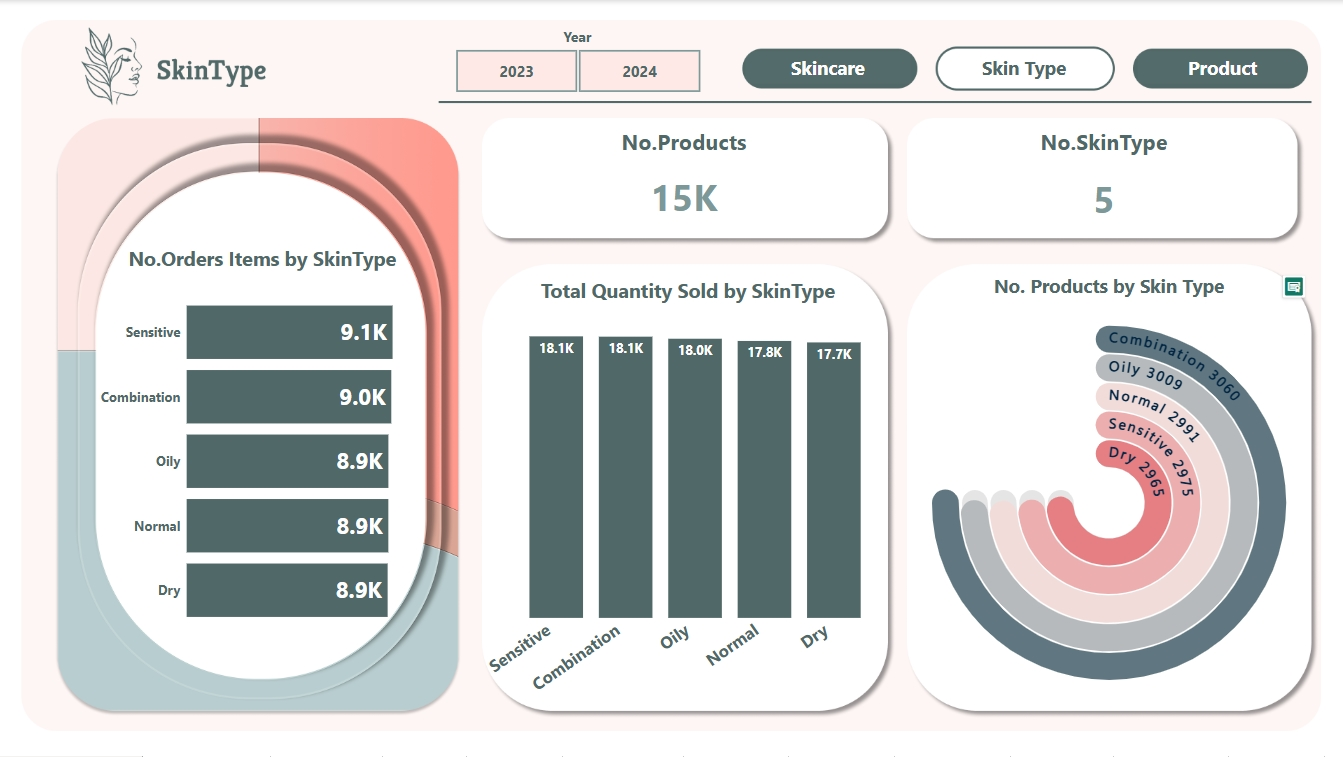 SkinType
Year
2023
2024
Skincare
Skin Type
Product
No.Orders Items by SkinType
Sensitive 9.1K
Combination 9.0K
Oily 8.9K
Normal 8.9K
Dry 8.9K
No.Products
15K
No.SkinType
5
Total Quantity Sold by SkinType
18.1K 18.1K 18.0K 17.8K 17.7K
Sensitive Combination Oily Normal Dry
No. Products by Skin Type
Combination 3060
Oily 3009
Normal 2991
Sensitive 2975
Dry 2965